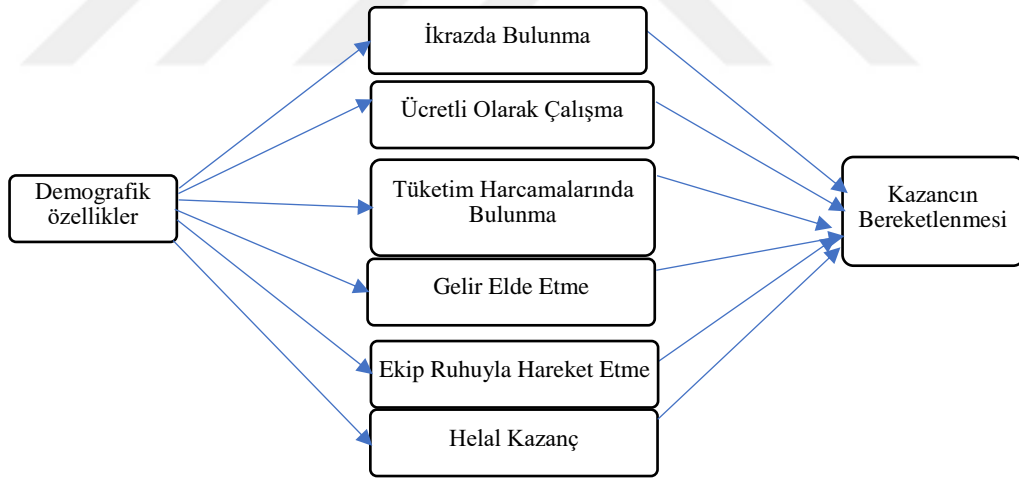 İkrazda Bulunma
Ücretli Olarak Çalışma
Demografik
özellikler
Tüketim Harcamalarında
Bulunma
Kazancın
Bereketlenmesi
Gelir Elde Etme
Ekip Ruhuyla Hareket Etme
Helal Kazanç